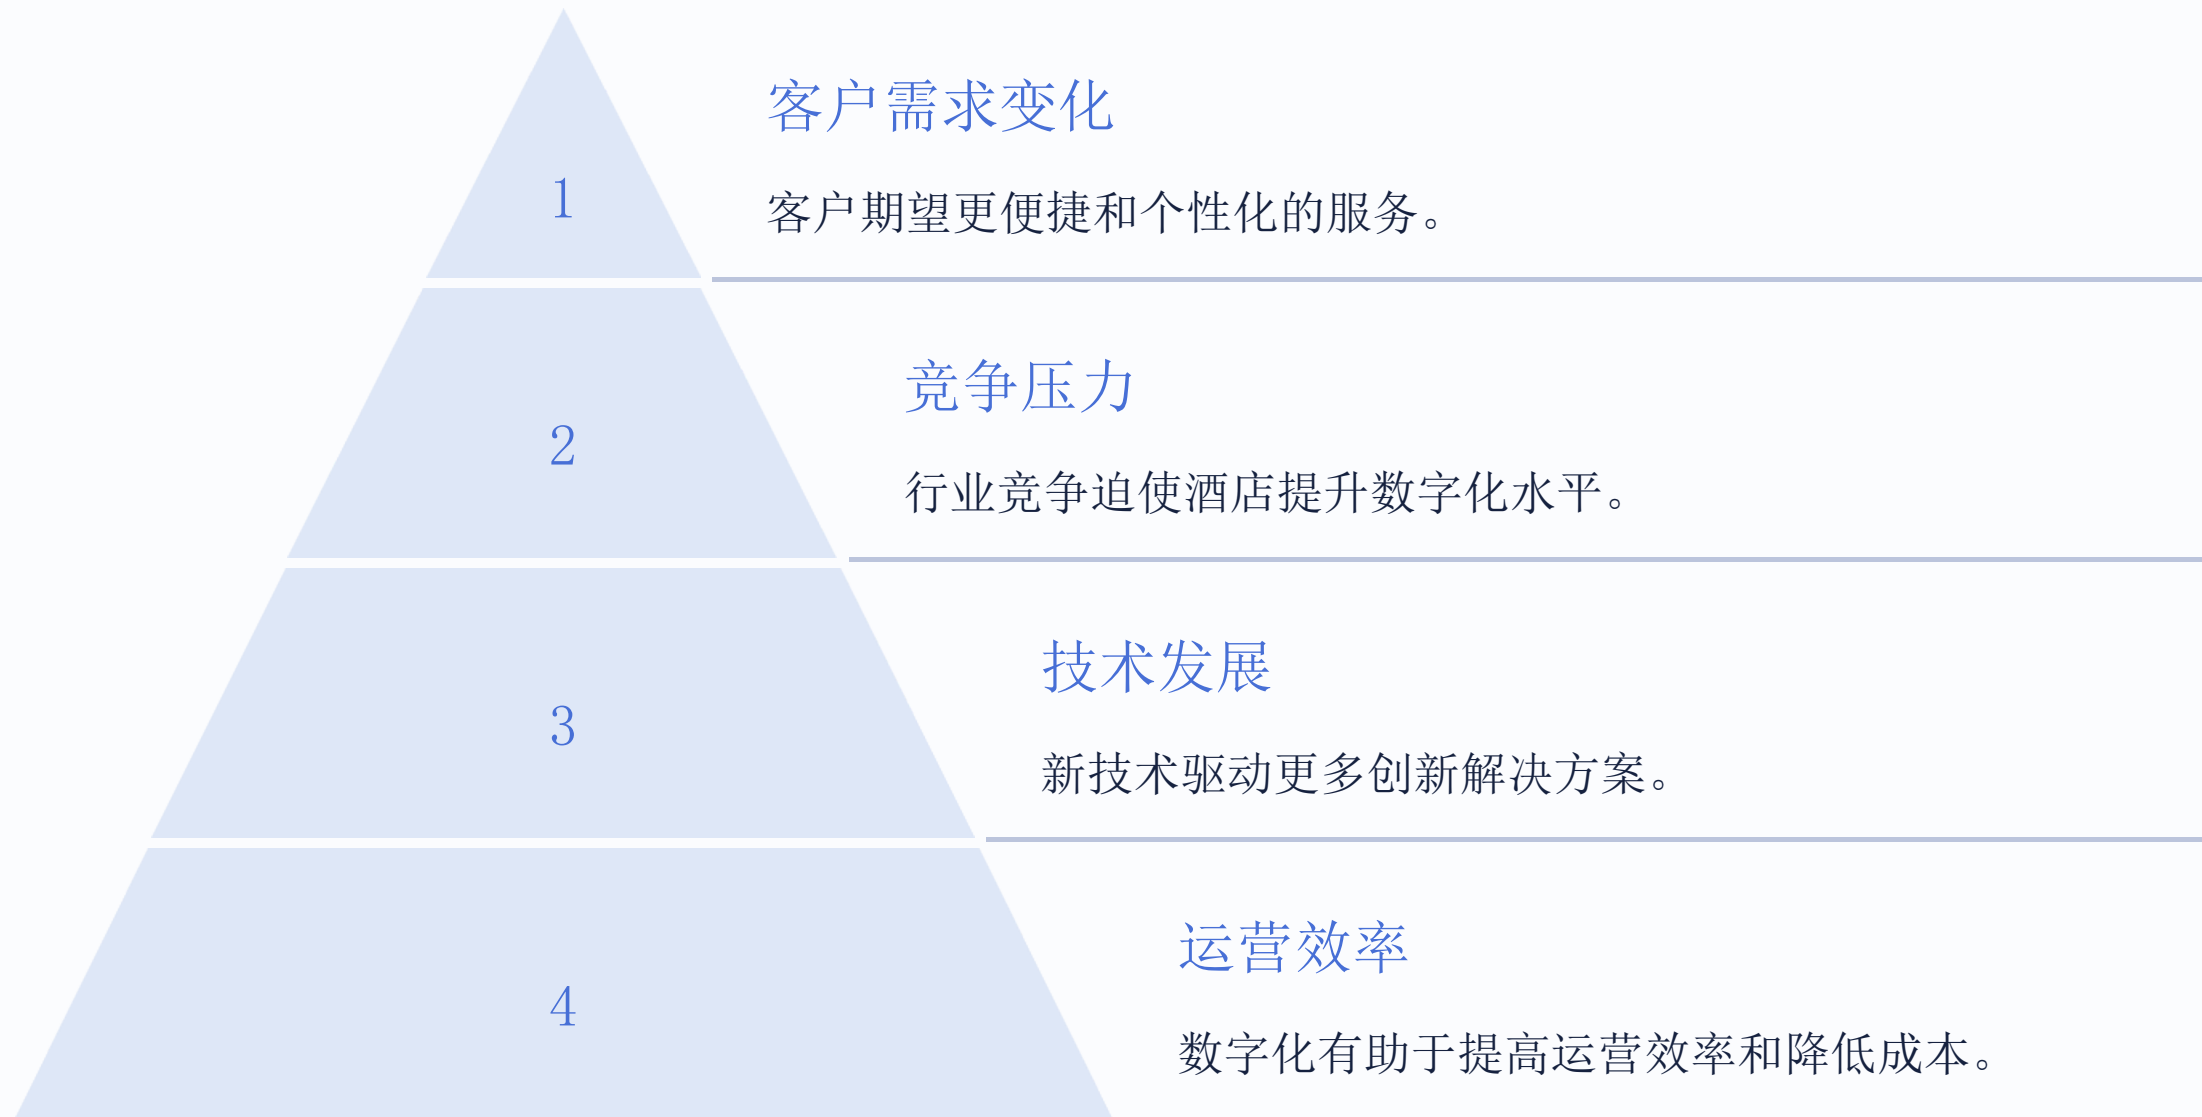 1
客户需求变化
客户期望更便捷和个性化的服务。
2
竞争压力
行业竞争迫使酒店提升数字化水平。
3
技术发展
新技术驱动更多创新解决方案。
4
运营效率
数字化有助于提高运营效率和降低成本。